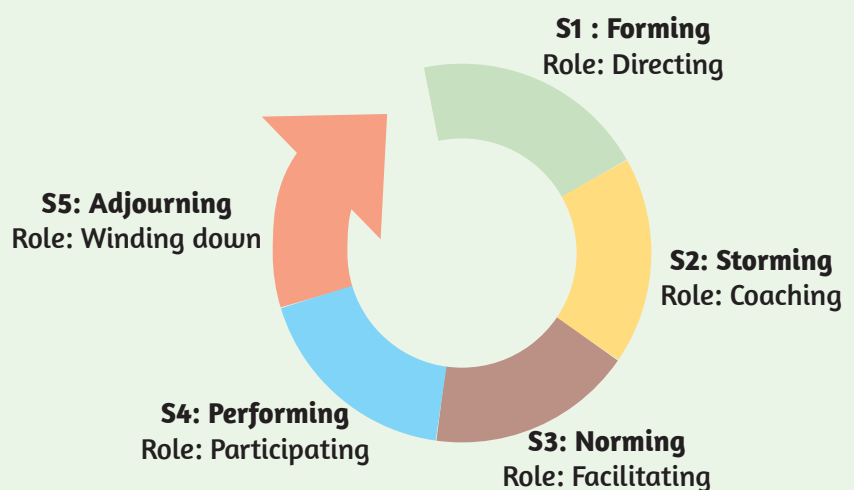 S1 : Forming
Role: Directing
S2: Storming
Role: Coaching
S3: Norming
Role: Facilitating
S4: Performing
Role: Participating
S5: Adjourning
Role: Winding down